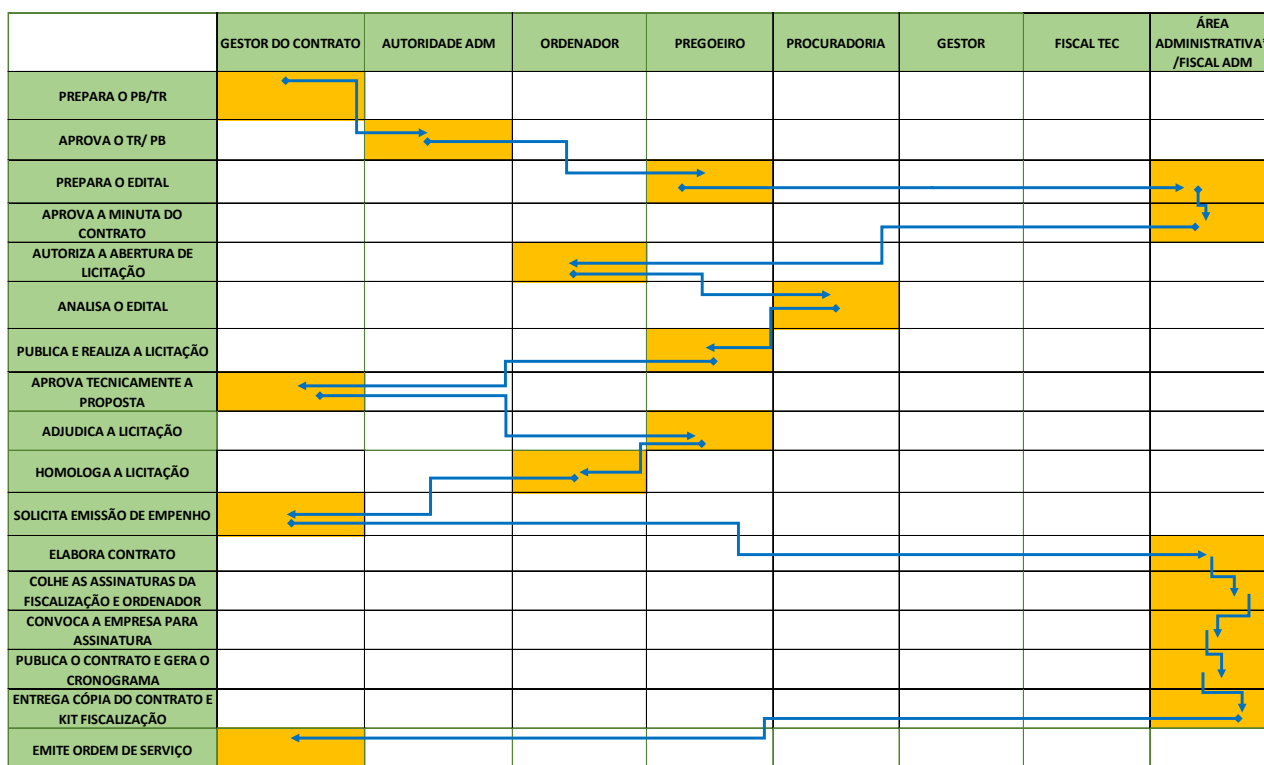 GESTOR DO CONTRATO
AUTORIDADE ADM
ORDENADOR
PREGOEIRO
PROCURADORIA
GESTOR
FISCAL TEC
ÁREA
ADMINISTRATIVA*
/FISCAL ADM
PREPARA O PB/TR
APROVA O TR/ PB
PREPARA O EDITAL
APROVA A MINUTA DO
CONTRATO
AUTORIZA A ABERTURA DE
LICITAÇÃO
ANALISA O EDITAL
PUBLICA E REALIZA A LICITAÇÃO
APROVA TECNICAMENTE A
PROPOSTA
ADJUDICA A LICITAÇÃO
HOMOLOGA A LICITAÇÃO
SOLICITA EMISSÃO DE EMPENHO
ELABORA CONTRATO
COLHE AS ASSINATURAS DA
FISCALIZAÇÃO E ORDENADOR
CONVOCA A EMPRESA PARA
ASSINATURA
PUBLICA O CONTRATO E GERA O
CRONOGRAMA
ENTREGA CÓPIA DO CONTRATO E
KIT FISCALIZAÇÃO
EMITE ORDEM DE SERVIÇO